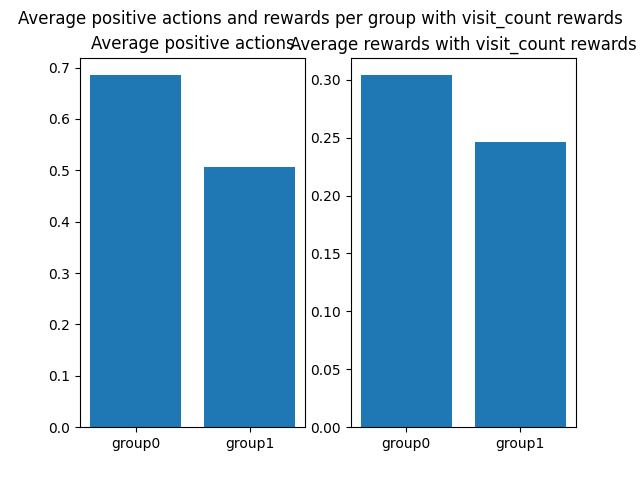 Average positive actions and rewards per group with visit_count rewards
Average positive actions
Average rewards with visit_count rewards
0.7
0.6
0.5
0.4
0.3
0.2
0.1
0.0
group0
group1
0.30
0.25
0.20
0.15
0.10
0.05
0.00
group0
group1